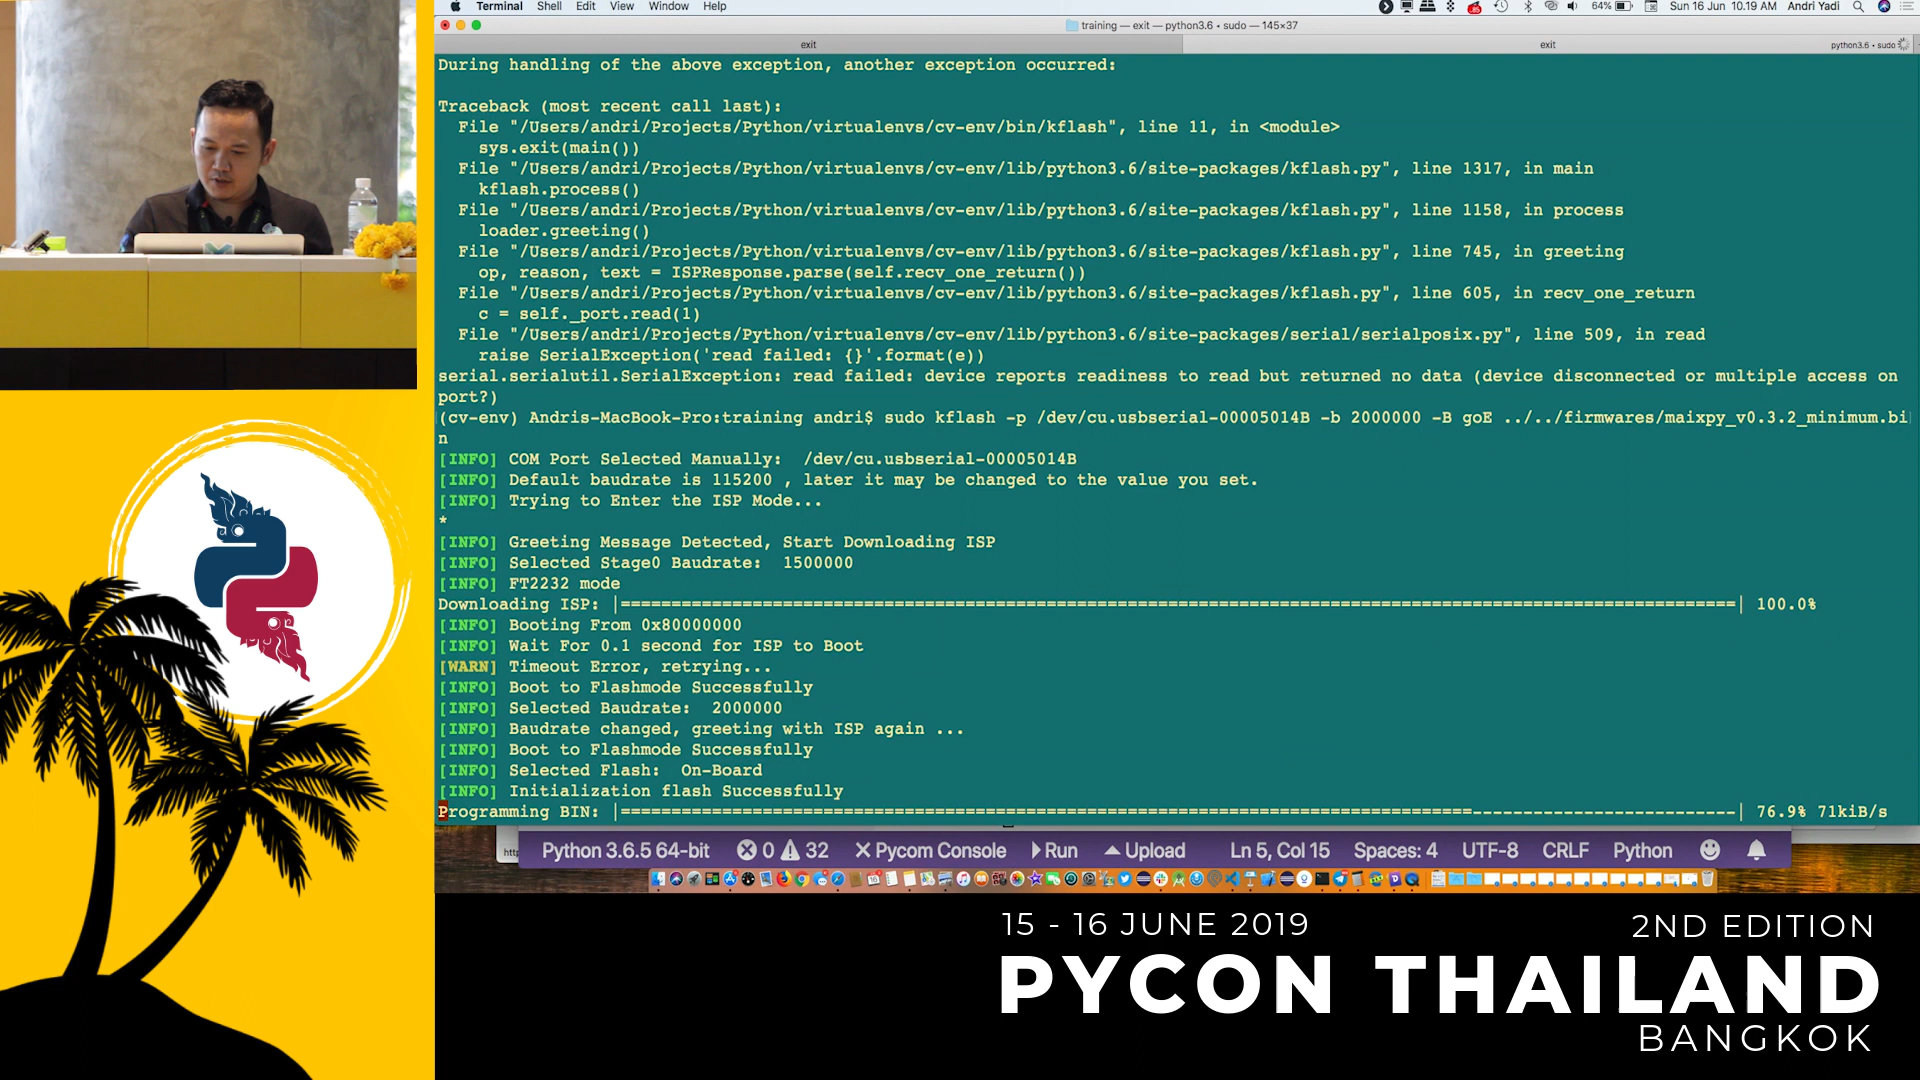 Terminal Shell Edit View Window Help
64% Sun 16 Jun 10.19 AM Andri Yadi
training — exit — python3.6 • sudo — 145×37
exit exit python3.6 • sudo
During handling of the above exception, another exception occurred:
Traceback (most recent call last):
File "/Users/andri/Projects/Python/virtualenvs/cv-env/bin/kflash", line 11, in <module>
sys.exit(main())
File "/Users/andri/Projects/Python/virtualenvs/cv-env/lib/python3.6/site-packages/kflash.py", line 1317, in main
kflash.process()
File "/Users/andri/Projects/Python/virtualenvs/cv-env/lib/python3.6/site-packages/kflash.py", line 1158, in process
loader.greeting()
File "/Users/andri/Projects/Python/virtualenvs/cv-env/lib/python3.6/site-packages/kflash.py", line 745, in greeting
op, reason, text = ISPResponse.parse(self.recv_one_return())
File "/Users/andri/Projects/Python/virtualenvs/cv-env/lib/python3.6/site-packages/kflash.py", line 605, in recv_one_return
c = self._port.read(1)
File "/Users/andri/Projects/Python/virtualenvs/cv-env/lib/python3.6/site-packages/serial/serialposix.py", line 509, in read
raise SerialException('read failed: {}'.format(e))
serial.serialutil.SerialException: read failed: device reports readiness to read but returned no data (device disconnected or multiple access on
port?)
(cv-env) Andris-MacBook-Pro:training andri$ sudo kflash -p /dev/cu.usbserial-00005014B -b 2000000 -B goE ../../firmwares/maixpy_v0.3.2_minimum.bi
n
[INFO] COM Port Selected Manually: /dev/cu.usbserial-00005014B
[INFO] Default baudrate is 115200 , later it may be changed to the value you set.
[INFO] Trying to Enter the ISP Mode...
*
[INFO] Greeting Message Detected, Start Downloading ISP
[INFO] Selected Stage0 Baudrate: 1500000
[INFO] FT2232 mode
Downloading ISP: |==============================================================================================================| 100.0%
[INFO] Booting From 0x80000000
[INFO] Wait For 0.1 second for ISP to Boot
[WARN] Timeout Error, retrying...
[INFO] Boot to Flashmode Successfully
[INFO] Selected Baudrate: 2000000
[INFO] Baudrate changed, greeting with ISP again ...
[INFO] Boot to Flashmode Successfully
[INFO] Selected Flash: On-Board
[INFO] Initialization flash Successfully
Programming BIN: |====================================================================================--------------------------| 76.9% 71kiB/s
Python 3.6.5 64-bit 0 32 Pycom Console Run Upload Ln 5, Col 15 Spaces: 4 UTF-8 CRLF Python
15 - 16 JUNE 2019
2ND EDITION
PYCON THAILAND
BANGKOK